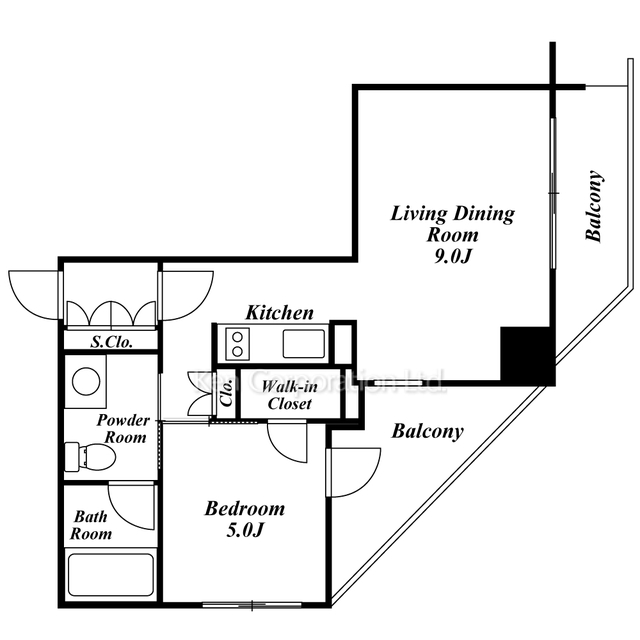 Living Dining
Room
9.0J
Balcony
Kitchen
S.Clo.
Ken Corporation Ltd.
Clo.
Walk-in
Closet
Powder
Room
Balcony
Bedroom
5.0J
Bath
Room